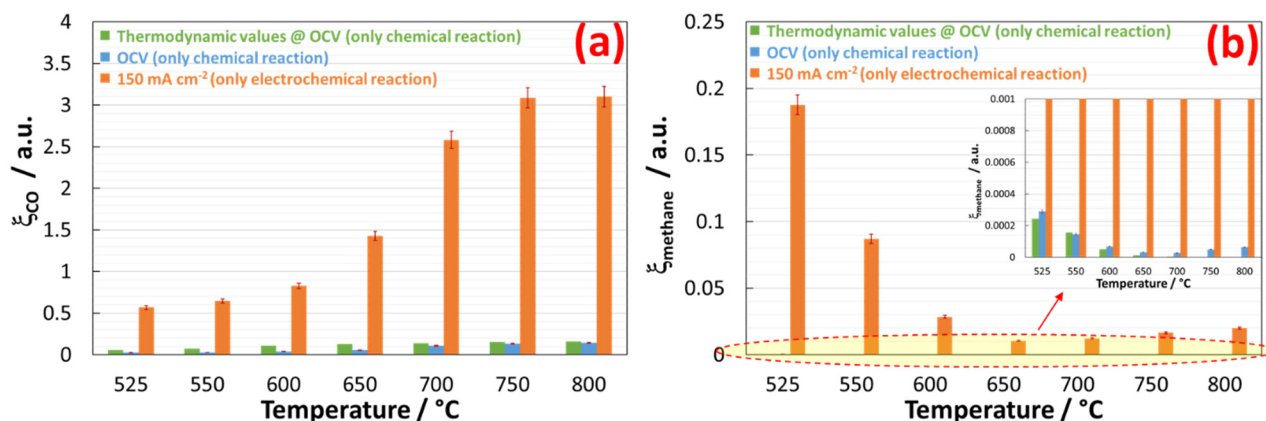 4
3.5
3
2.5
2
1.5
1
0.5
0
ξCO / a.u.
Thermodynamic values @ OCV (only chemical reaction)
OCV (only chemical reaction)
150 mA cm⁻² (only electrochemical reaction)
(a)
525 550 600 650 700 750 800
Temperature / °C
0.25
0.2
0.15
0.1
0.05
0
ξmethane / a.u.
Thermodynamic values @ OCV (only chemical reaction)
OCV (only chemical reaction)
150 mA cm⁻² (only electrochemical reaction)
(b)
0.001
0.0008
0.0006
0.0004
0.0002
0
ξmethane / a.u.
525 550 600 650 700 750 800
Temperature / °C
525 550 600 650 700 750 800
Temperature / °C